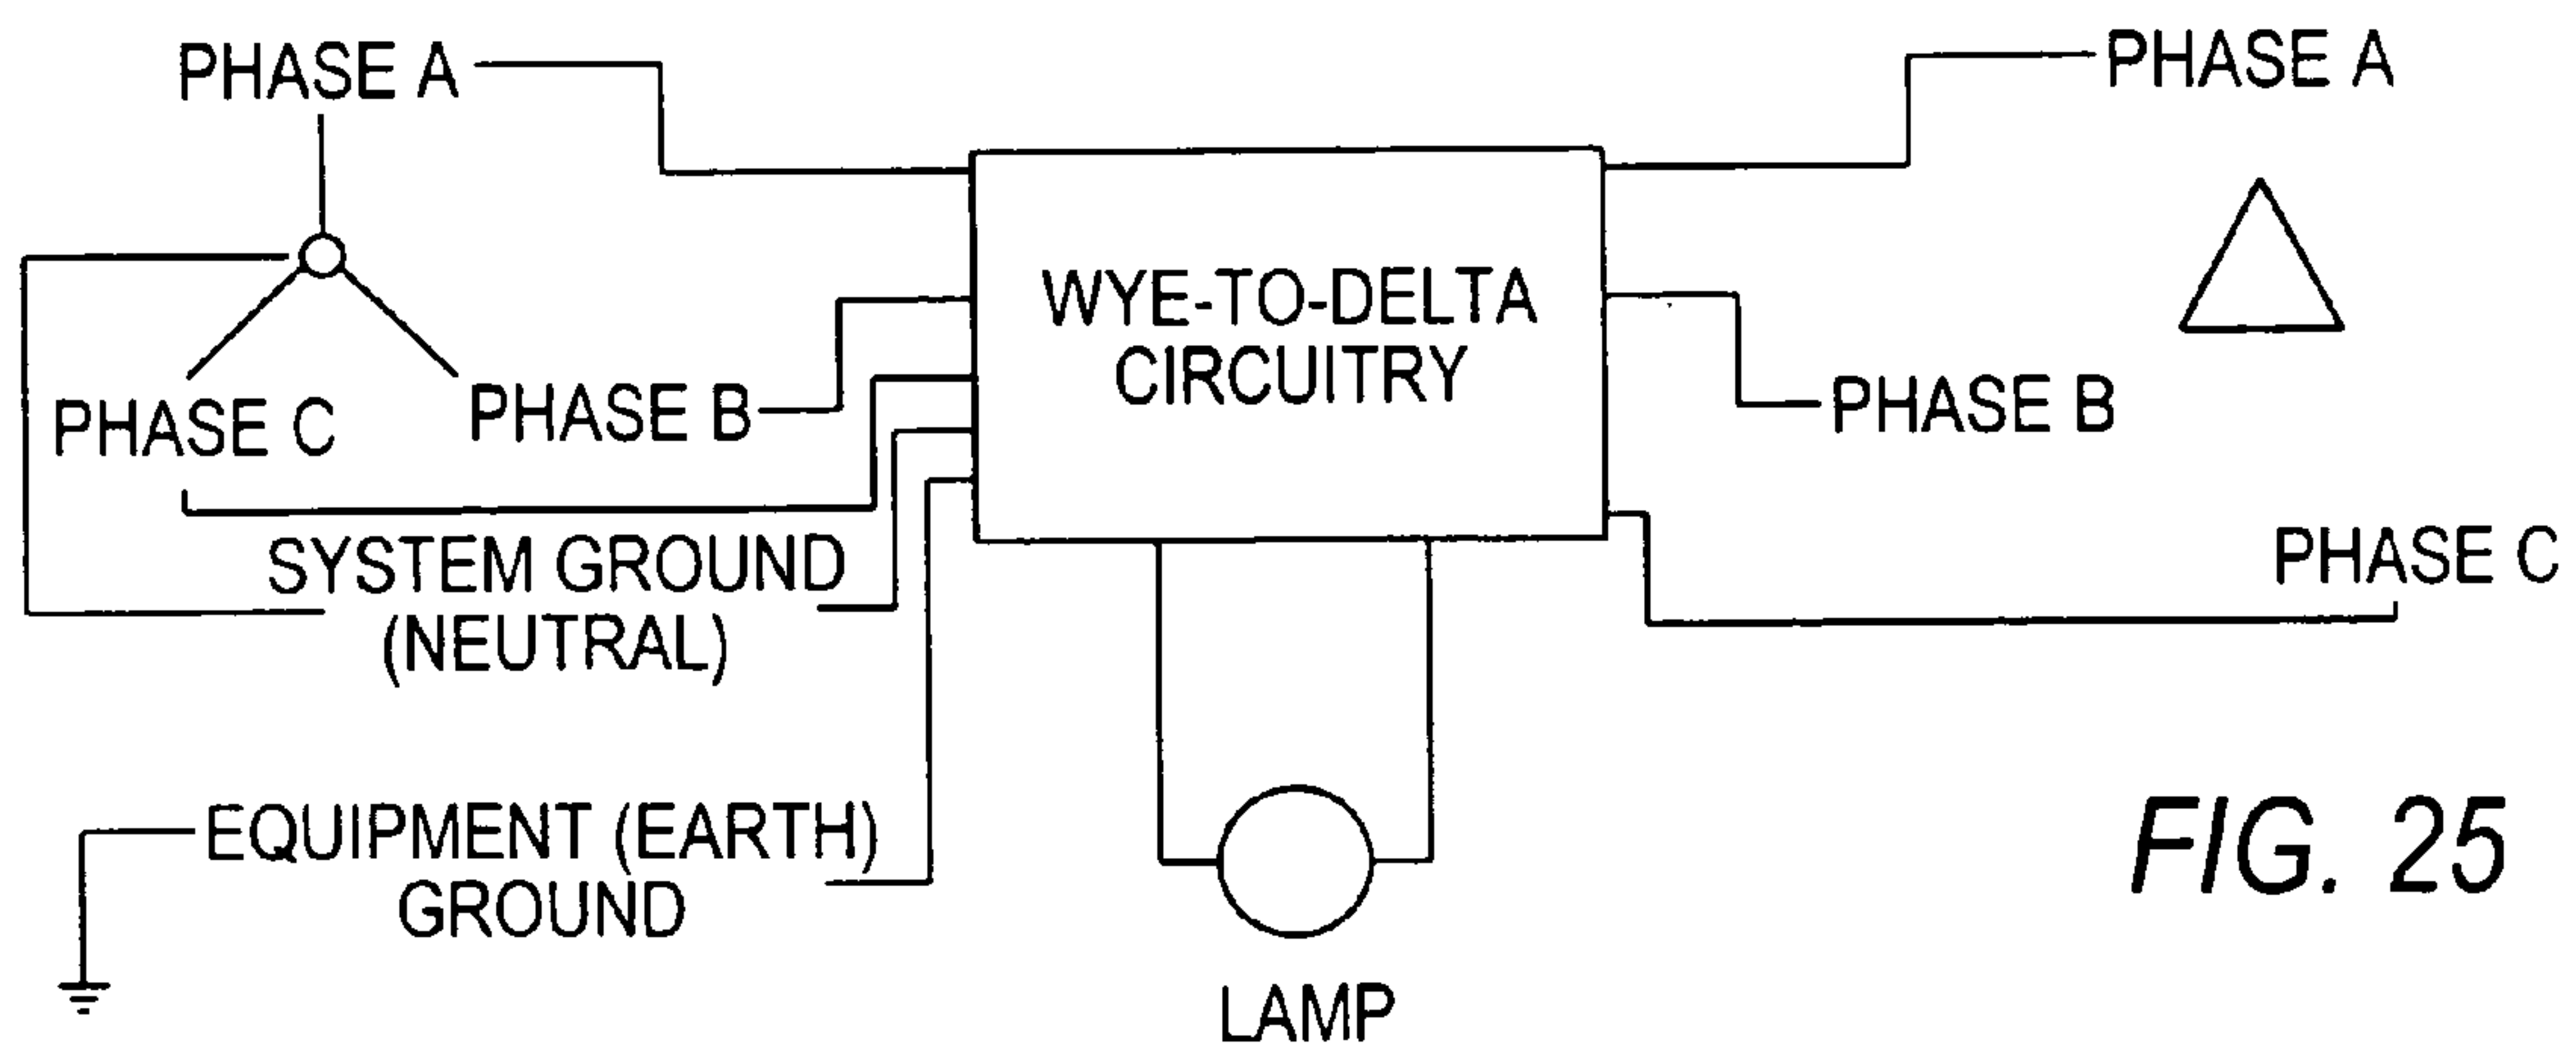 PHASE A
PHASE A
WYE-TO-DELTA
CIRCUITRY
PHASE C
PHASE B
PHASE B
SYSTEM GROUND
(NEUTRAL)
PHASE C
EQUIPMENT (EARTH)
GROUND
LAMP
FIG. 25